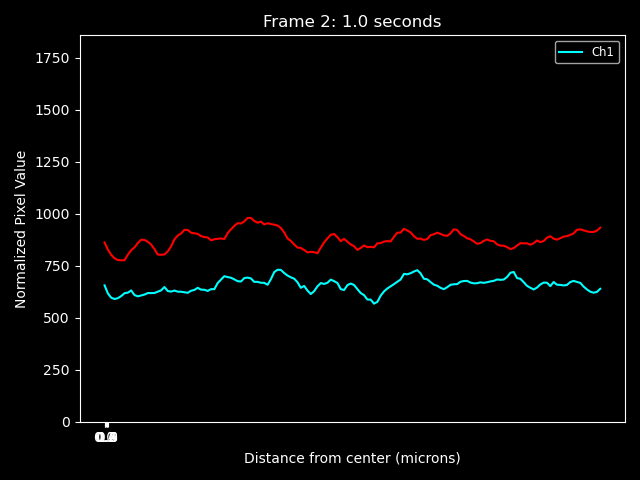 Frame 2: 1.0 seconds
Ch1
1750
1500
1250
1000
750
500
250
0
Normalized Pixel Value
Distance from center (microns)